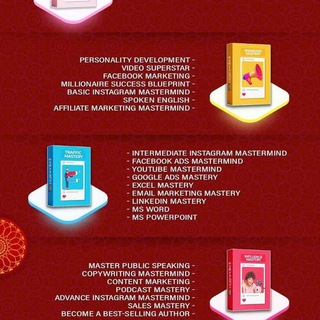 PERSONALITY DEVELOPMENT -
VIDEO SUPERSTAR -
FACEBOOK MARKETING -
MILLIONAIRE SUCCESS BLUEPRINT -
BASIC INSTAGRAM MASTERMIND -
SPOKEN ENGLISH -
AFFILIATE MARKETING MASTERMIND -
TRAFFIC
MASTERY
- INTERMEDIATE INSTAGRAM MASTERMIND
- FACEBOOK ADS MASTERMIND
- YOUTUBE MASTERMIND
- GOOGLE ADS MASTERY
- EXCEL MASTERY
- EMAIL MARKETING MASTERY
- LINKEDIN MASTERY
- MS WORD
- MS POWERPOINT
MASTER PUBLIC SPEAKING -
COPYWRITING MASTERMIND -
CONTENT MARKETING -
PODCAST MASTERY -
ADVANCE INSTAGRAM MASTERMIND -
SALES MASTERY -
BECOME A BEST-SELLING AUTHOR -
INFLUENCE
MASTERY